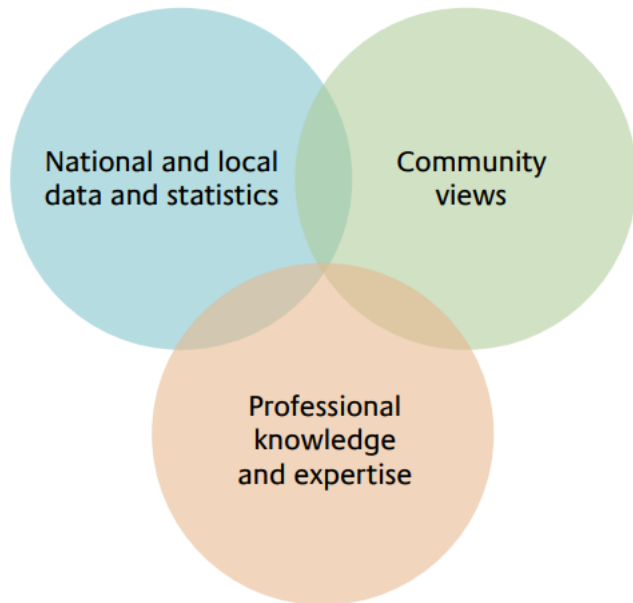 National and local
data and statistics
Community
views
Professional
knowledge
and expertise